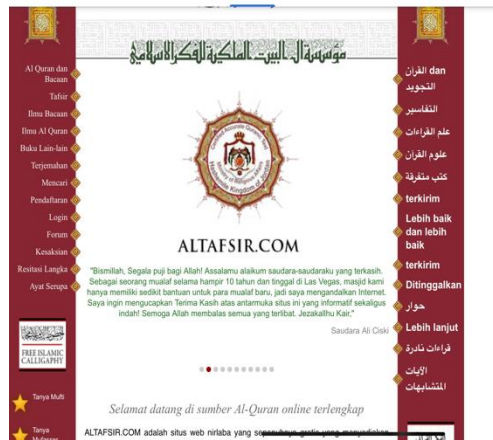 مؤسسة آل البيت الملكية للفكر الإسلامي
Al Quran dan
Bacaan
Tafsir
Ilmu Bacaan
Ilmu Al Quran
Buku Lain-lain
Terjemahan
Mencari
Pendaftaran
Login
Forum
Kesaksian
Resitasi Langka
Ayat Serupa
FREE ISLAMIC
CALLIGAPHY
Tanya Mufti
Tanya
Mufasser
ALTAFSIR.COM
"Bismillah, Segala puji bagi Allah! Assalamu alaikum saudara-saudaraku yang terkasih.
Sebagai seorang mualaf selama hampir 10 tahun dan tinggal di Las Vegas, masjid kami
hanya memiliki sedikit bantuan untuk para mualaf baru, jadi saya mengandalkan Internet.
Saya ingin mengucapkan Terima Kasih atas antarmuka situs ini yang informatif sekaligus
indah! Semoga Allah membalas semua yang terlibat. Jezakallhu Kair,"
Saudara Ali Ciski
Selamat datang di sumber Al-Quran online terlengkap
ALTAFSIR.COM adalah situs web nirlaba yang
القرآن dan
التجويد
التفاسير
علم القراءات
علوم القرآن
كتب متفرقة
terkirim
Lebih baik
dan lebih
baik
terkirim
Ditinggalkan
حوار
Lebih lanjut
قراءات نادرة
الآيات
المتشابهات